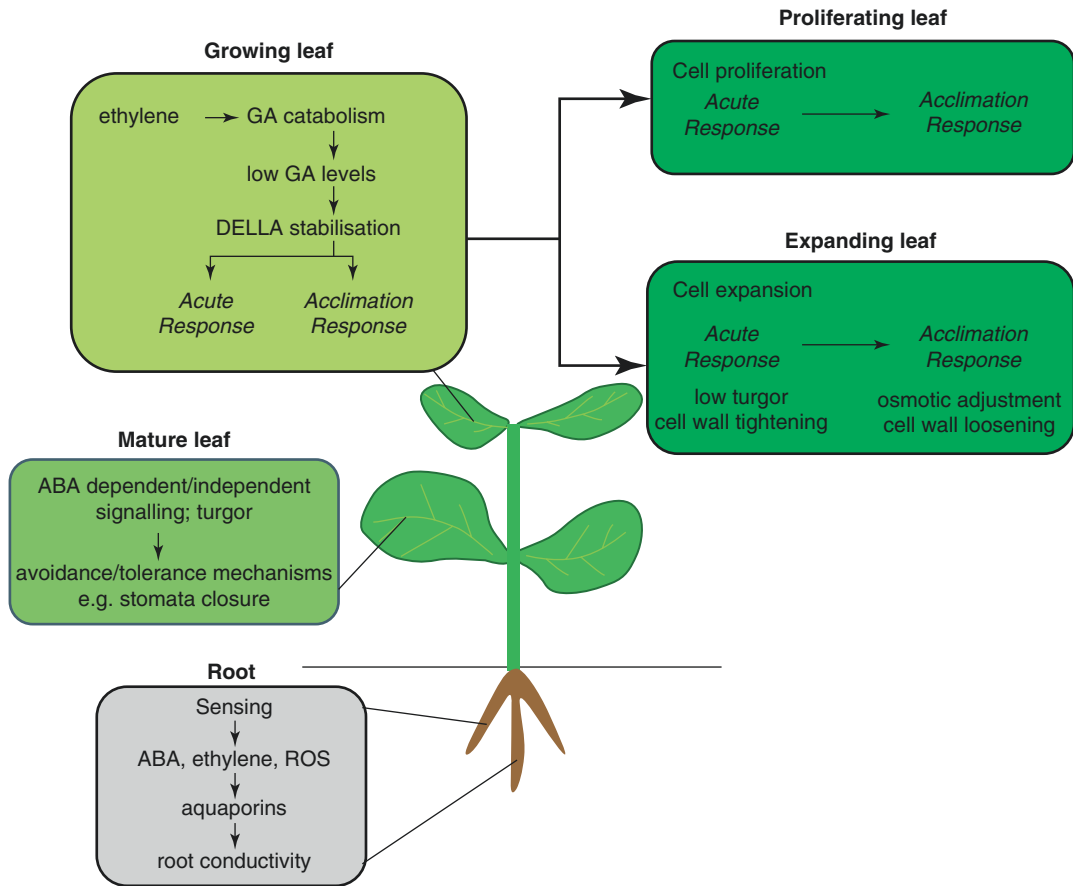 Growing leaf
ethylene
GA catabolism
low GA levels
DELLA stabilisation
Acute
Response
Acclimation
Response
Proliferating leaf
Cell proliferation
Acute
Response
Acclimation
Response
Expanding leaf
Cell expansion
Acute
Response
Acclimation
Response
low turgor
cell wall tightening
osmotic adjustment
cell wall loosening
Mature leaf
ABA dependent/independent
signalling; turgor
avoidance/tolerance mechanisms
e.g. stomata closure
Root
Sensing
ABA, ethylene, ROS
aquaporins
root conductivity